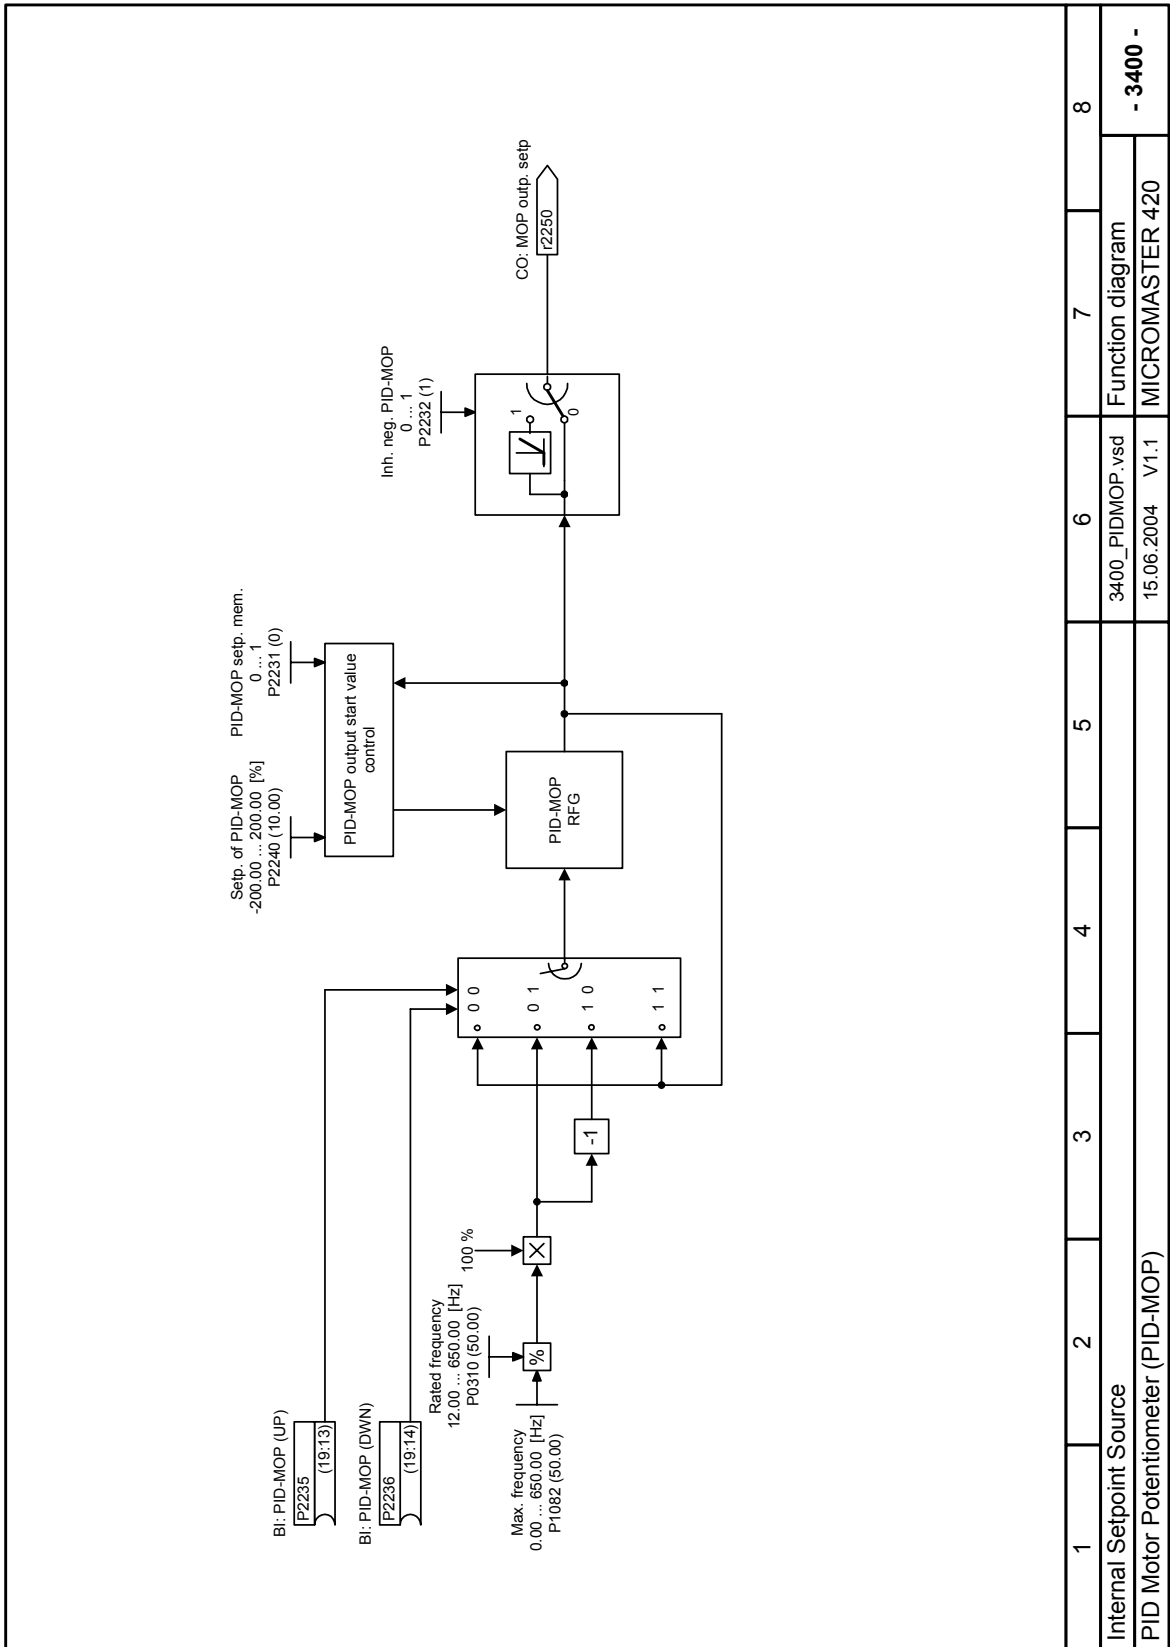 BI: PID-MOP (UP)
P2235
(19:13)
BI: PID-MOP (DWN)
P2236
(19:14)
Max. frequency
0.00 ... 650.00 [Hz]
P1082 (50.00)
Rated frequency
12.00 ... 650.00 [Hz]
P0310 (50.00)
%
100 %
-1
0 0
0 1
1 0
1 1
Setp. of PID-MOP
-200.00 ... 200.00 [%]
P2240 (10.00)
PID-MOP setp. mem.
0 ... 1
P2231 (0)
PID-MOP output start value
control
PID-MOP
RFG
Inh. neg. PID-MOP
0 ... 1
P2232 (1)
1
0
CO: MOP outp. setp
r2250
1 2 3 4 5 6 7 8
Internal Setpoint Source
3400_PIDMOP.vsd
Function diagram
- 3400 -
PID Motor Potentiometer (PID-MOP)
15.06.2004 V1.1
MICROMASTER 420